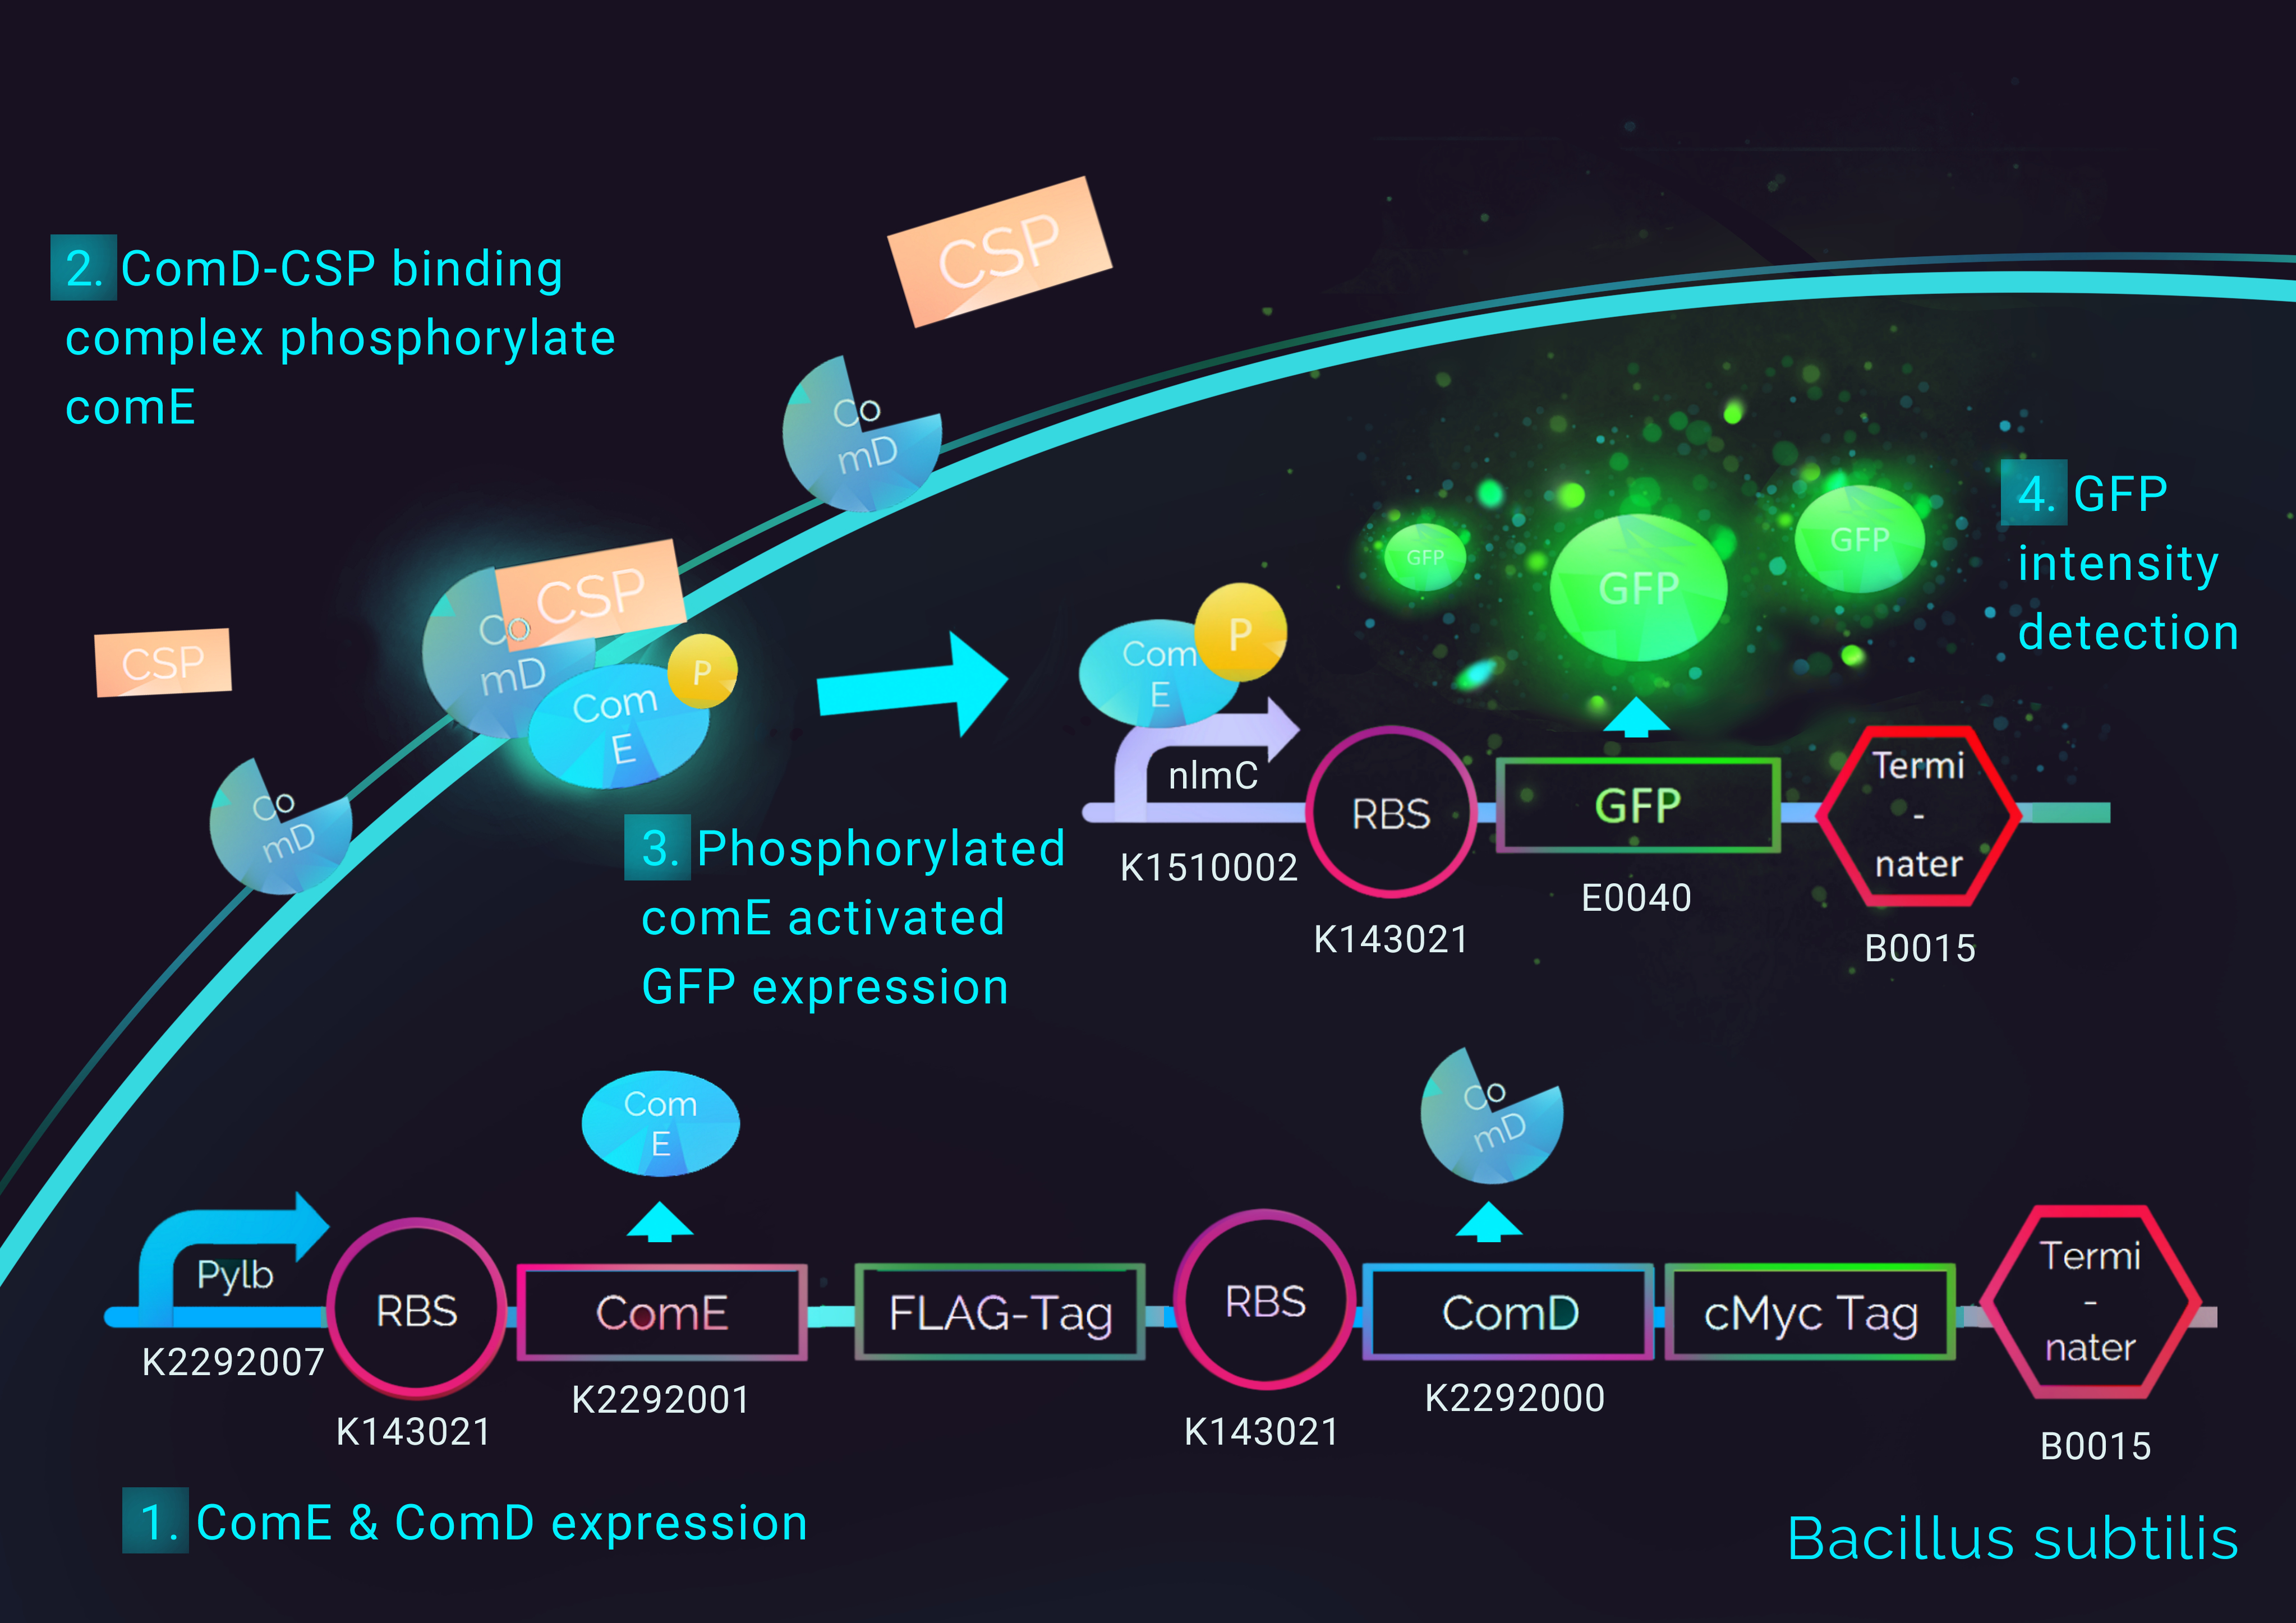 CSP
2. ComD-CSP binding
complex phosphorylate
comE
Co
mD
CSP
Co
mD
Com
E
P
CSP
Co
mD
Com
E
P
nlmC
K1510002
RBS
K143021
GFP
GFP
GFP
GFP
E0040
Termi
-
nater
B0015
4. GFP
intensity
detection
3. Phosphorylated
comE activated
GFP expression
Com
E
Co
mD
Pylb
K2292007
RBS
K143021
ComE
K2292001
FLAG-Tag
RBS
K143021
ComD
K2292000
cMyc Tag
Termi
-
nater
B0015
1. ComE & ComD expression
Bacillus subtilis